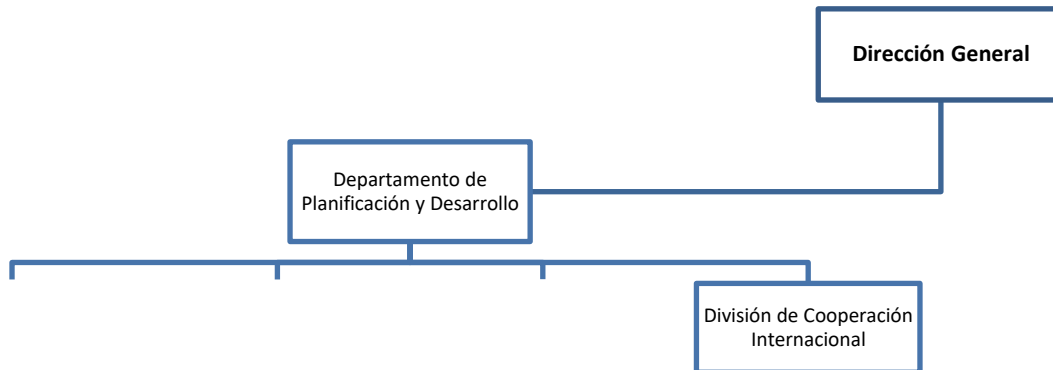 Dirección General
Departamento de
Planificación y Desarrollo
División de Cooperación
Internacional